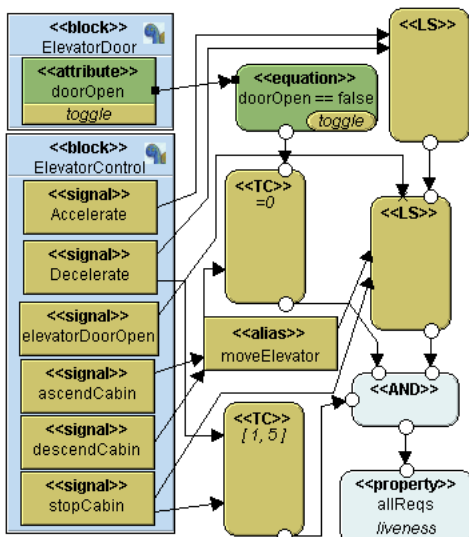 <<block>>
ElevatorDoor
<<attribute>>
doorOpen
toggle
<<equation>>
doorOpen == false
toggle
<<LS>>
<<block>>
ElevatorControl
<<signal>>
Accelerate
<<signal>>
Decelerate
<<signal>>
elevatorDoorOpen
<<signal>>
ascendCabin
<<signal>>
descendCabin
<<signal>>
stopCabin
<<TC>>
=0
<<LS>>
<<alias>>
moveElevator
<<TC>>
[1,5]
<<AND>>
<<property>>
allReqs
liveness